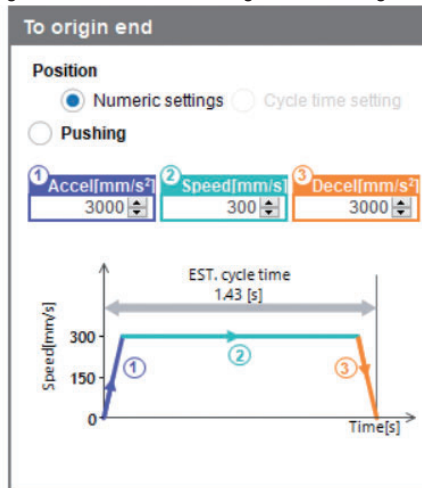 To origin end
Position
Numeric settings Cycle time setting
Pushing
① Accel[mm/s²] ② Speed[mm/s] ③ Decel[mm/s²]
3000 300 3000
EST. cycle time
1.43 [s]
Speed[mm/s]
300
②
150 ① ③
0
Time[s]